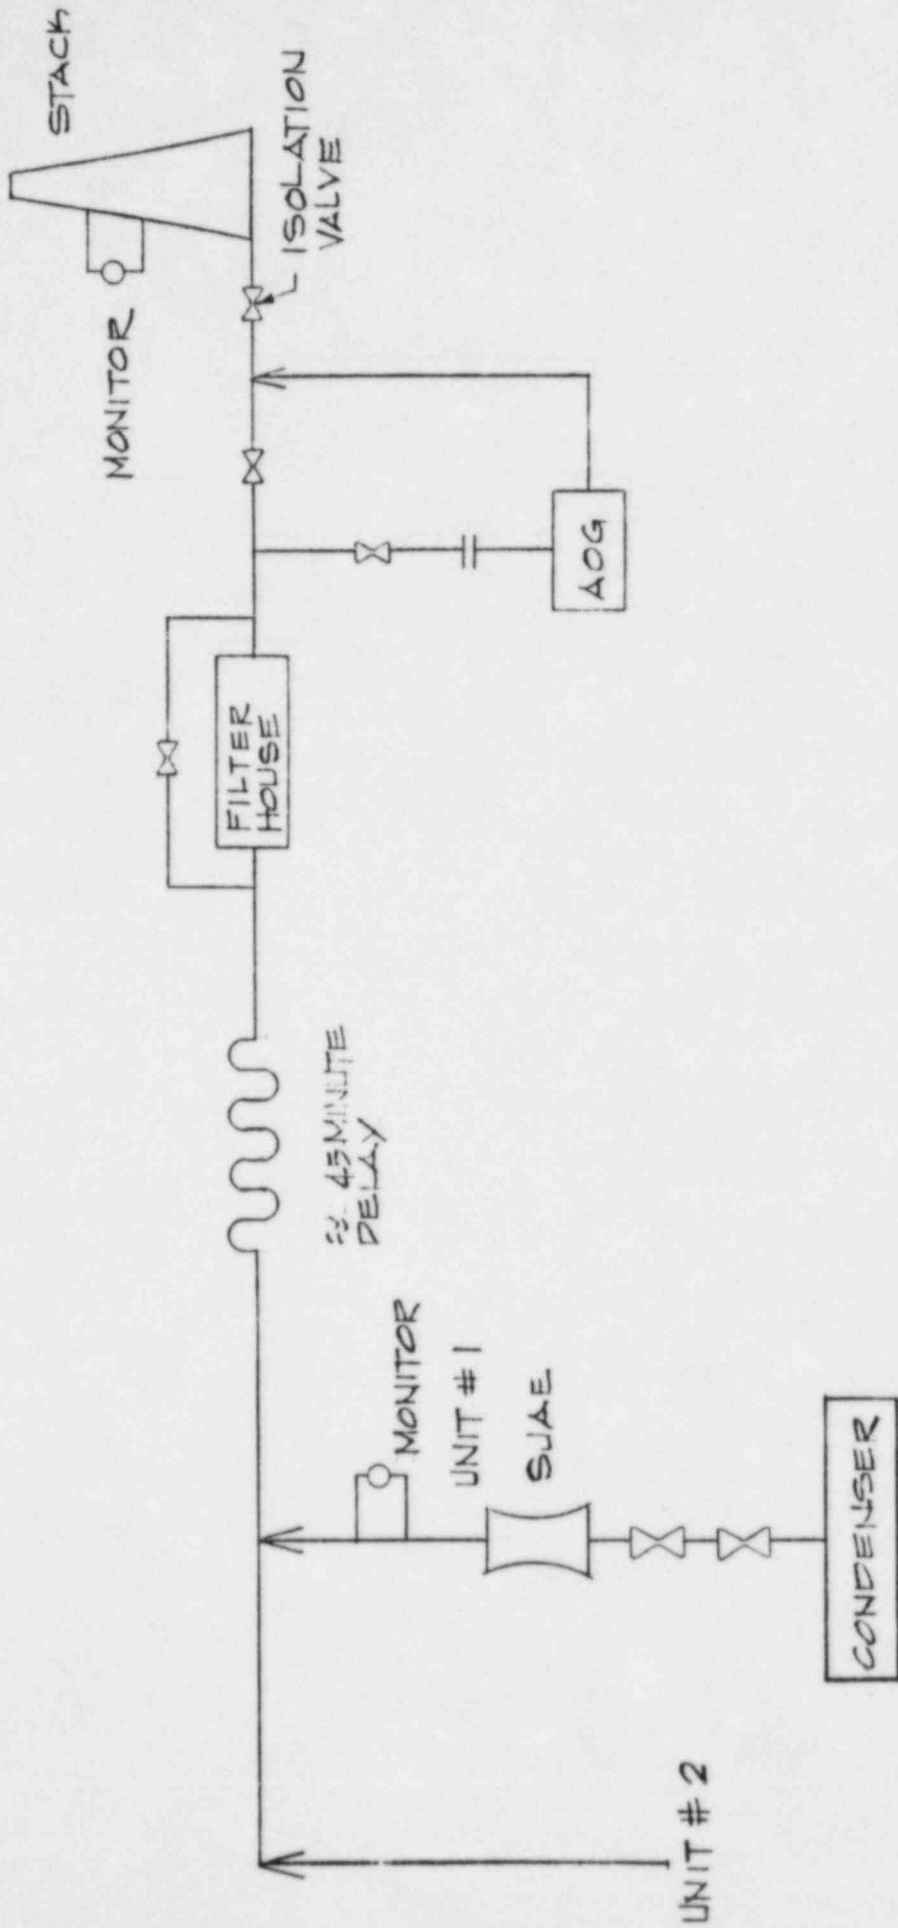 STACK
MONITOR
ISOLATION
VALVE
FILTER
HOUSE
AOG
45 MINUTE
DELAY
MONITOR
UNIT #1
SJAE
CONDENSER
UNIT #2